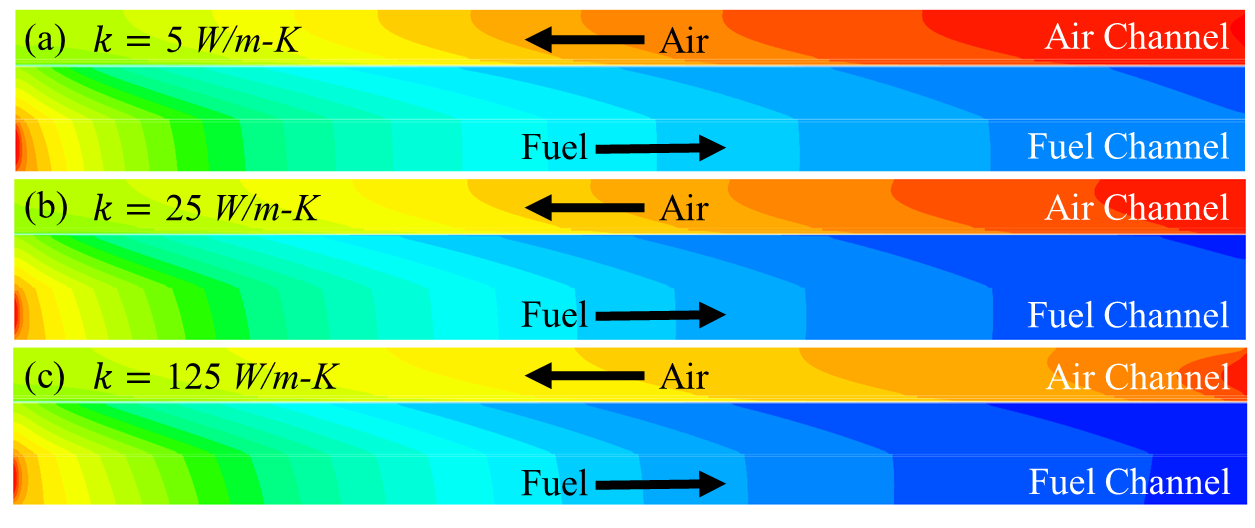 (a) k = 5 W/m-K Air Air Channel
Fuel Fuel Channel
(b) k = 25 W/m-K Air Air Channel
Fuel Fuel Channel
(c) k = 125 W/m-K Air Air Channel
Fuel Fuel Channel